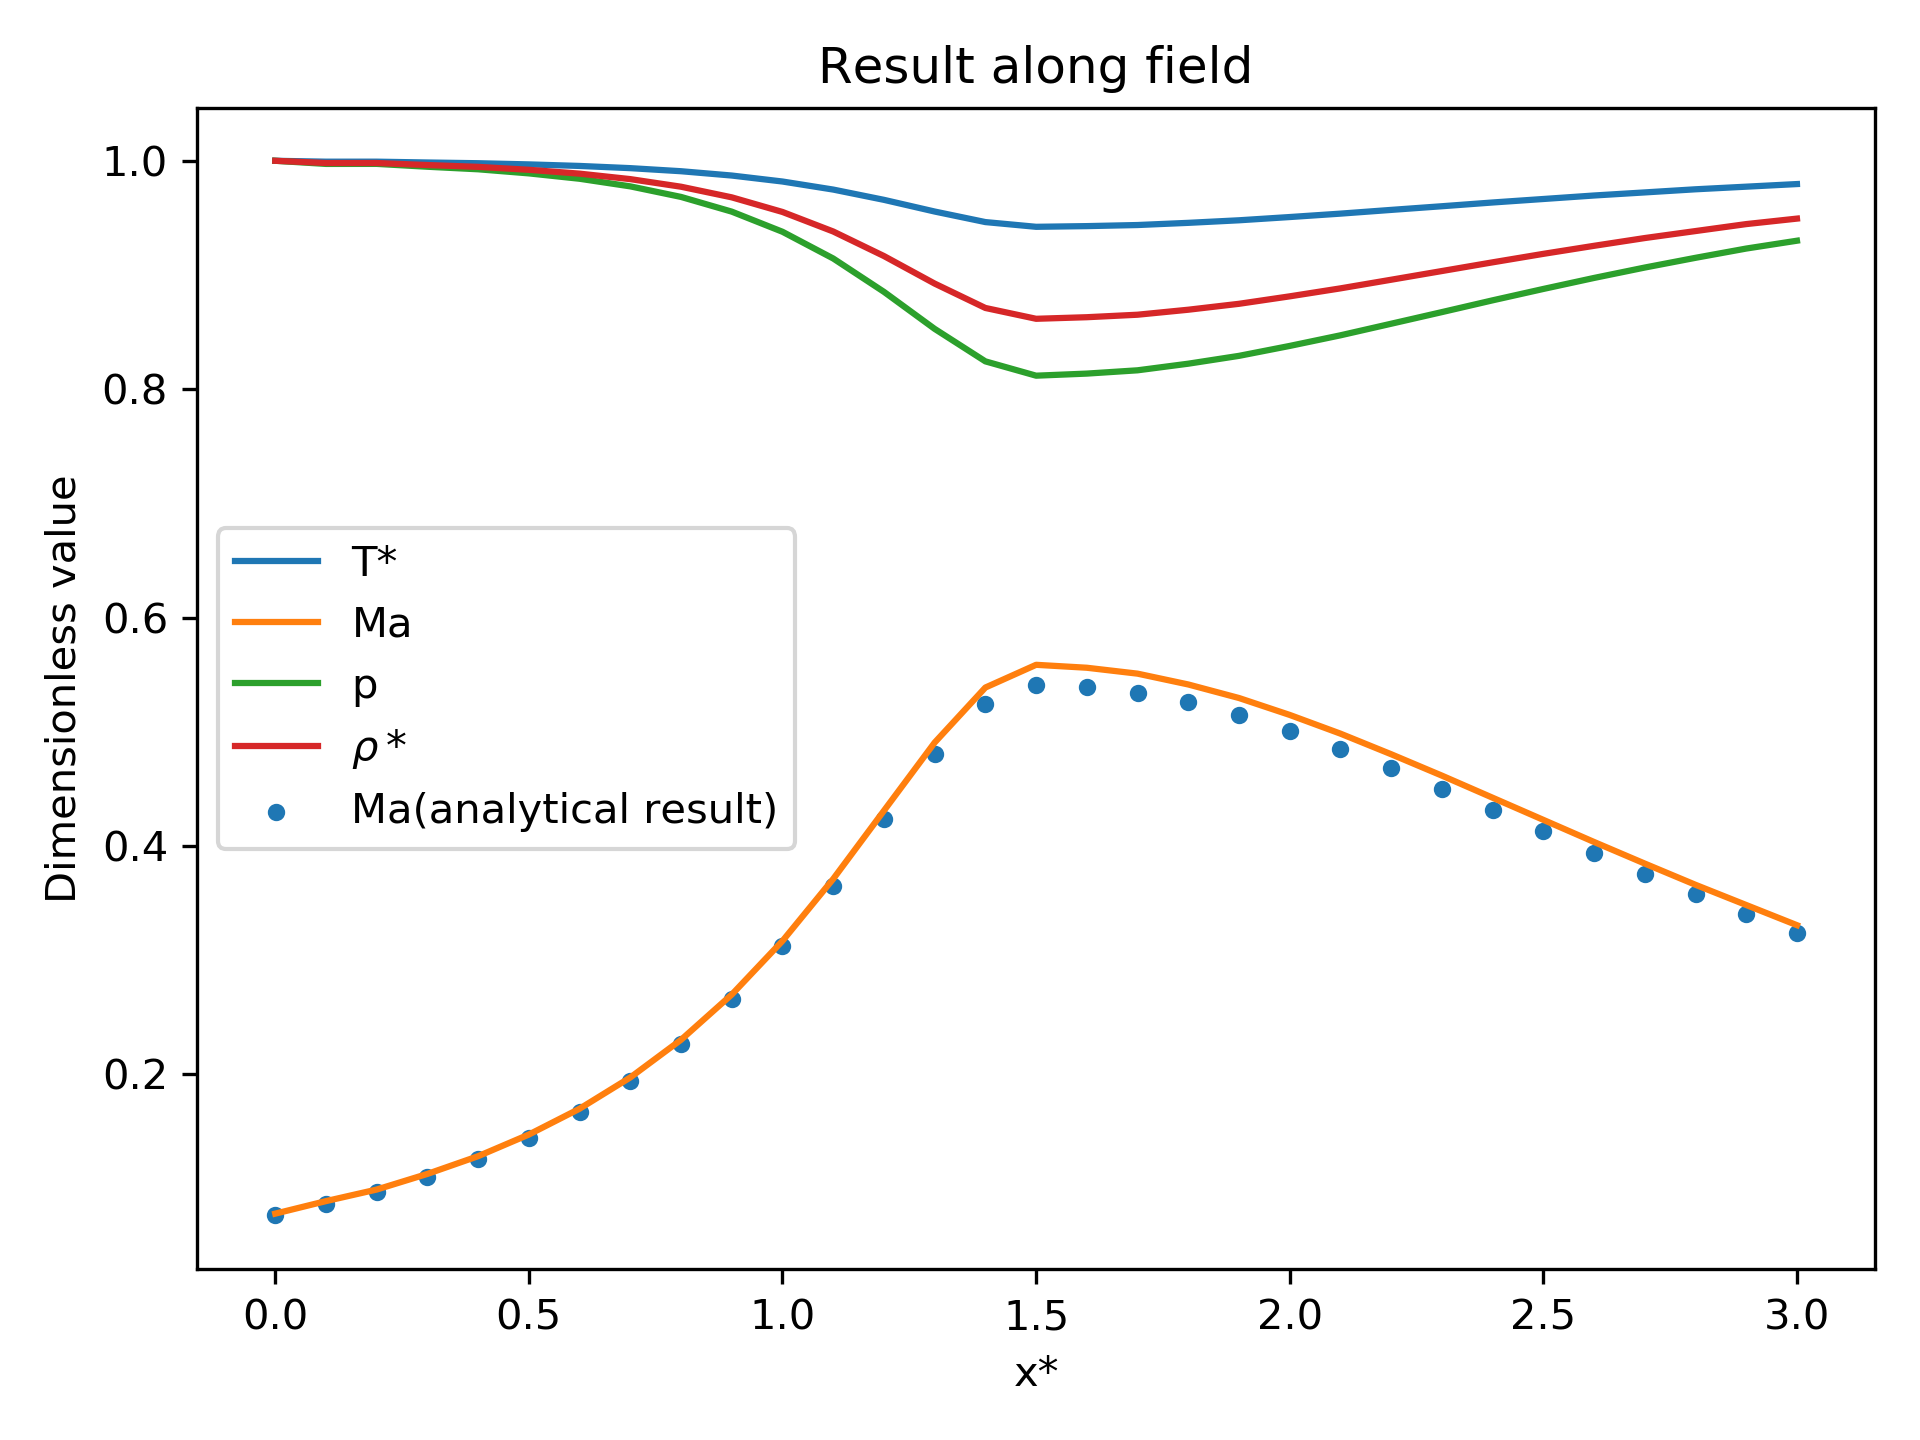 Result along field
Dimensionless value
1.0
0.8
0.6
0.4
0.2
T*
Ma
p
ρ*
Ma(analytical result)
0.0 0.5 1.0 1.5 2.0 2.5 3.0
x*